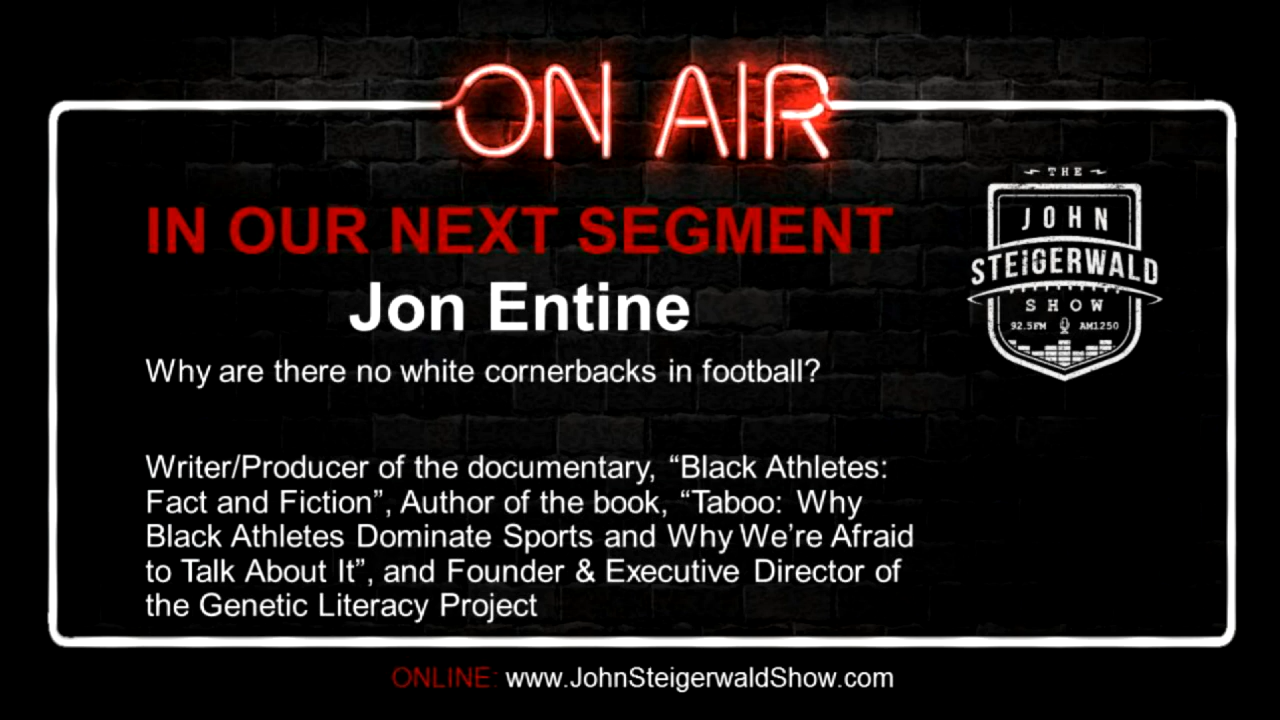 ON AIR
THE
JOHN
STEIGERWALD
SHOW
92.5FM AM1250
IN OUR NEXT SEGMENT
Jon Entine
Why are there no white cornerbacks in football?
Writer/Producer of the documentary, “Black Athletes:
Fact and Fiction”, Author of the book, “Taboo: Why
Black Athletes Dominate Sports and Why We’re Afraid
to Talk About It”, and Founder & Executive Director of
the Genetic Literacy Project
ONLINE: www.JohnSteigerwaldShow.com